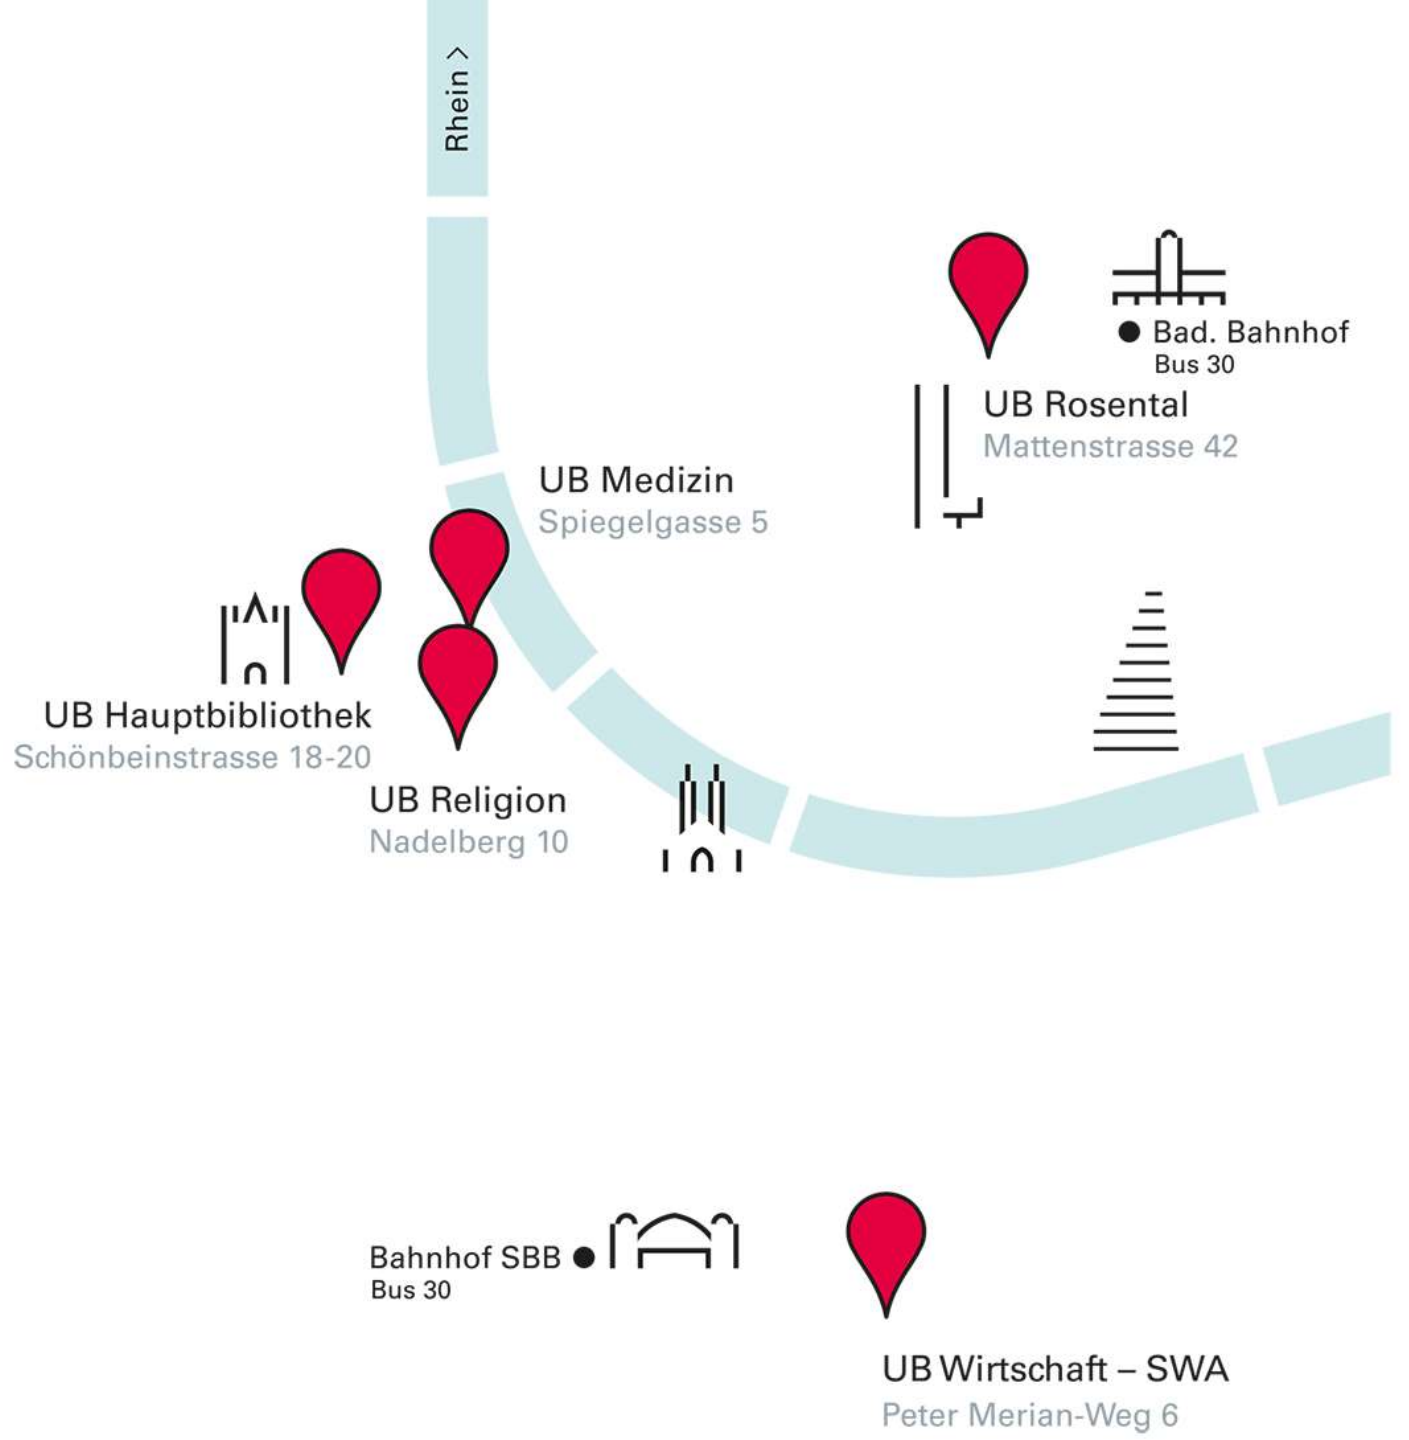 Rhein >
Bad. Bahnhof
Bus 30
UB Rosental
Mattenstrasse 42
UB Medizin
Spiegelgasse 5
UB Hauptbibliothek
Schönbeinstrasse 18-20
UB Religion
Nadelberg 10
Bahnhof SBB
Bus 30
UB Wirtschaft – SWA
Peter Merian-Weg 6